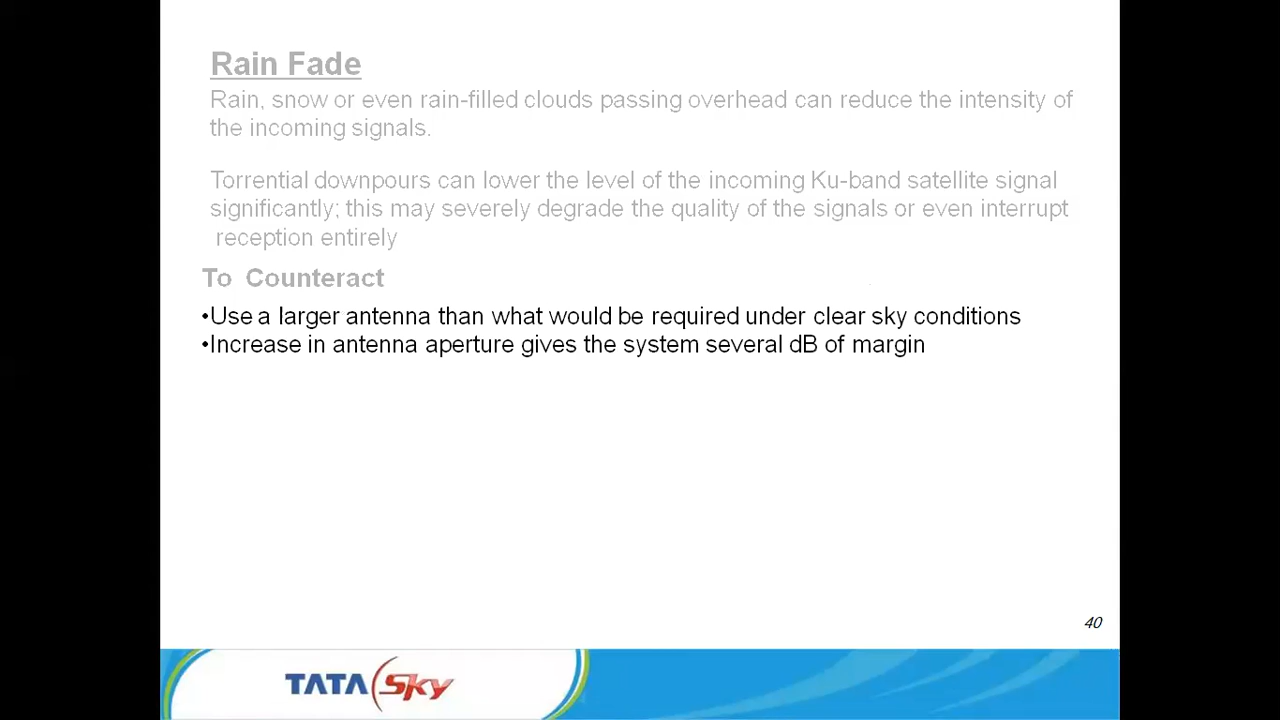 Rain Fade
Rain, snow or even rain-filled clouds passing overhead can reduce the intensity of
the incoming signals.
Torrential downpours can lower the level of the incoming Ku-band satellite signal
significantly; this may severely degrade the quality of the signals or even interrupt
reception entirely
To Counteract
•Use a larger antenna than what would be required under clear sky conditions
•Increase in antenna aperture gives the system several dB of margin
40
TATA Sky